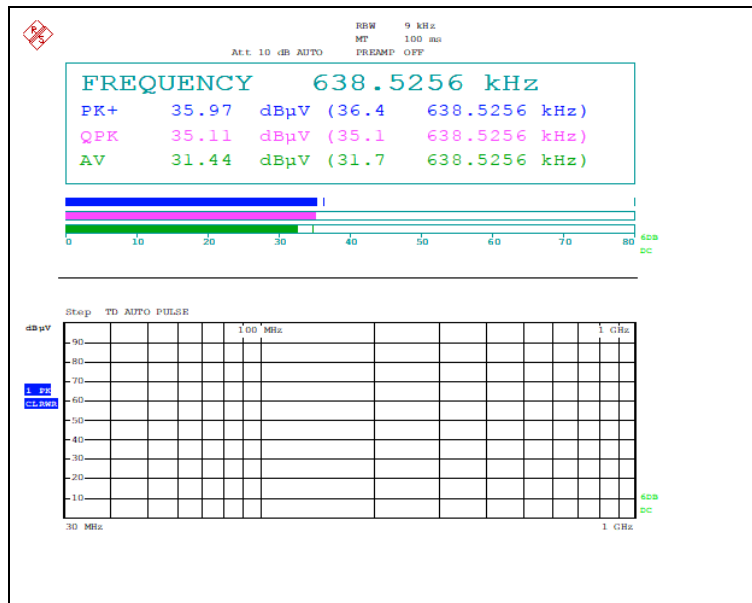 R S
RBW 9 kHz
MT 100 ms
Att 10 dB AUTO PREAMP OFF
FREQUENCY 638.5256 kHz
PK+ 35.97 dBµV (36.4 638.5256 kHz)
QPK 35.11 dBµV (35.1 638.5256 kHz)
AV 31.44 dBµV (31.7 638.5256 kHz)
0 10 20 30 40 50 60 70 80
6DB
DC
Step TD AUTO PULSE
dBµV
100 MHz 1 GHz
90
80
70
1 PK
60
CLRWR
50
40
30
20
10
6DB
DC
30 MHz 1 GHz